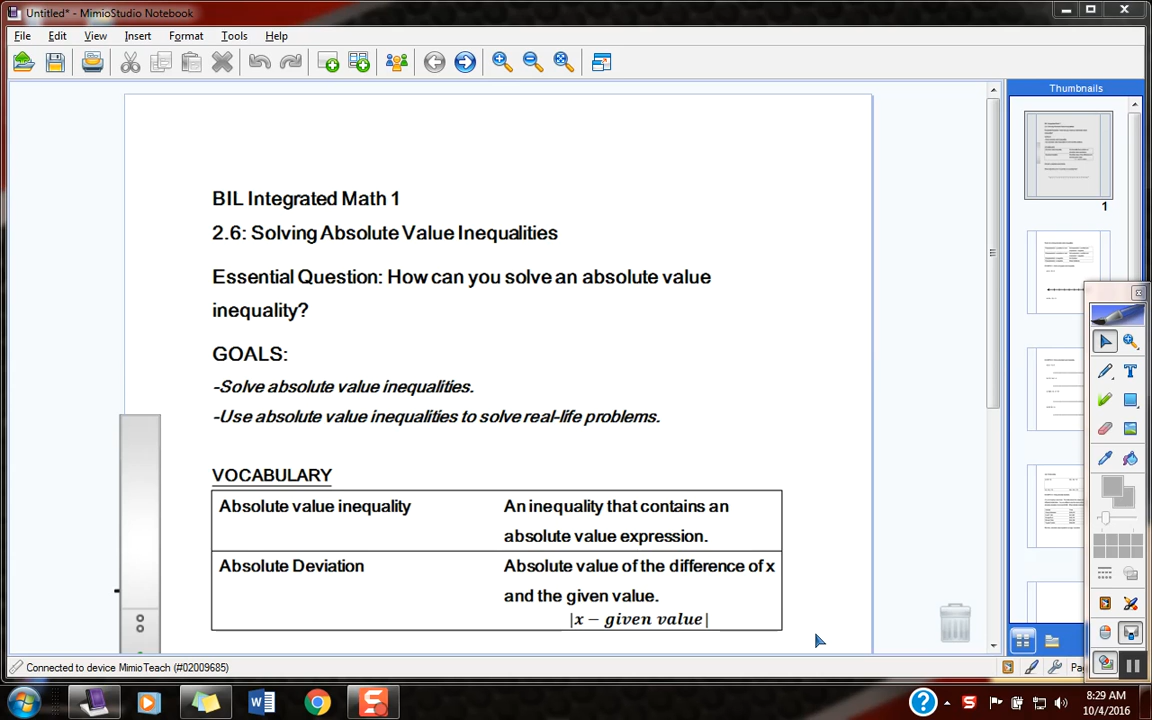 Untitled* - MimioStudio Notebook
File Edit View Insert Format Tools Help
Thumbnails
BIL Integrated Math 1
2.6: Solving Absolute Value Inequalities
Essential Question: How can you solve an absolute value
inequality?
GOALS:
-Solve absolute value inequalities.
-Use absolute value inequalities to solve real-life problems.
VOCABULARY
Absolute value inequality An inequality that contains an
absolute value expression.
Absolute Deviation Absolute value of the difference of x
and the given value.
|x − given value|
1
Connected to device MimioTeach (#02009685)
8:29 AM
10/4/2016